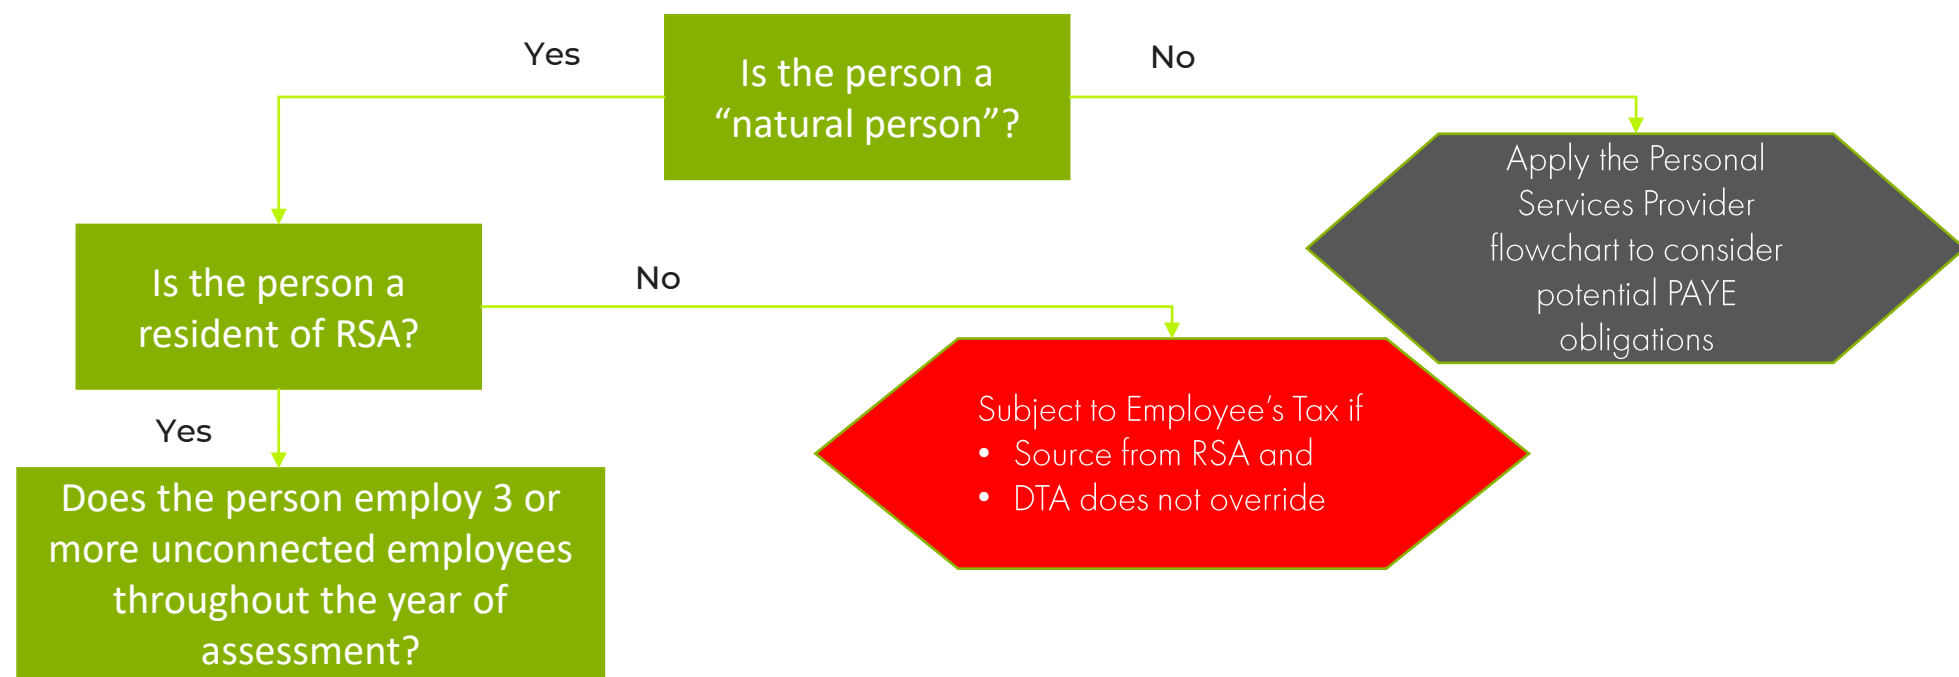 Yes
Is the person a
“natural person”?
No
Apply the Personal
Services Provider
flowchart to consider
potential PAYE
obligations
Is the person a
resident of RSA?
No
Subject to Employee’s Tax if
• Source from RSA and
• DTA does not override
Yes
Does the person employ 3 or
more unconnected employees
throughout the year of
assessment?